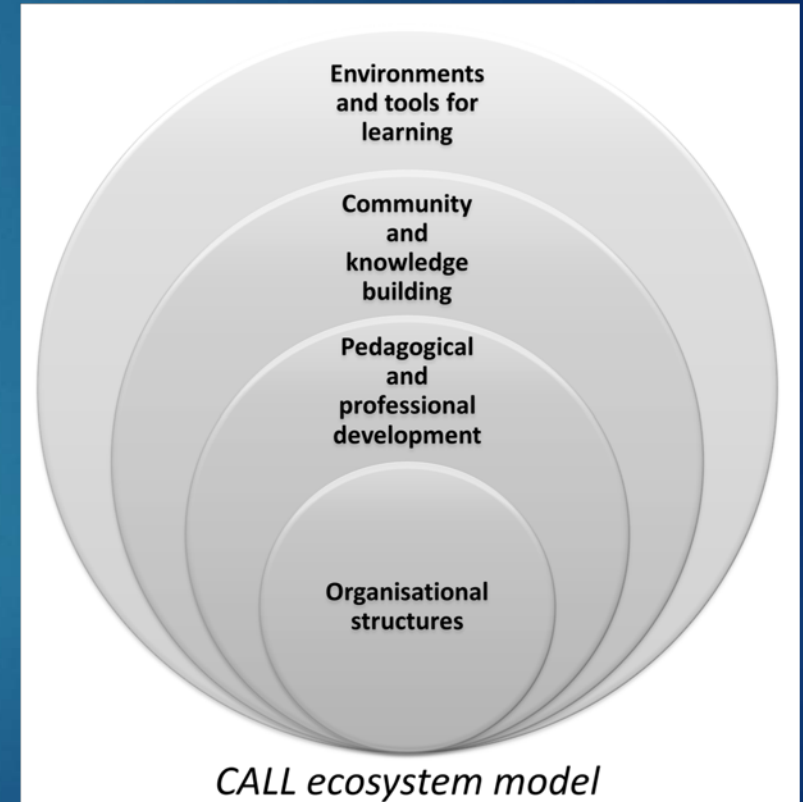 Environments
and tools for
learning
Community
and
knowledge
building
Pedagogical
and
professional
development
Organisational
structures
CALL ecosystem model